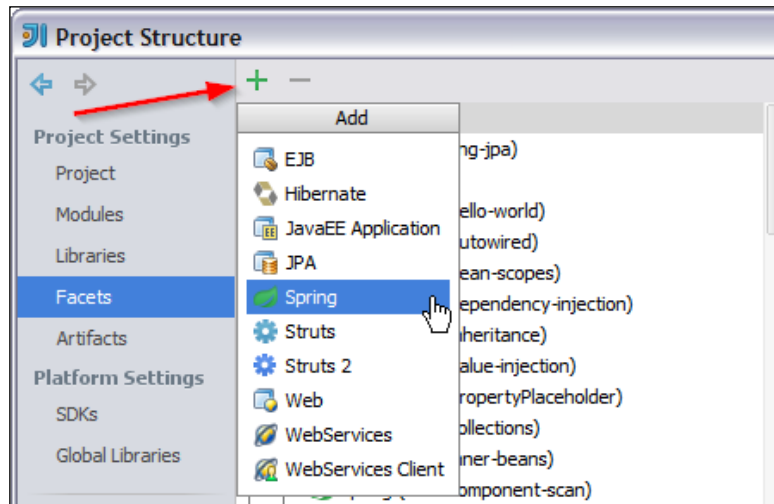 Project Structure
Project Settings
Project
Modules
Libraries
Facets
Artifacts
Platform Settings
SDKs
Global Libraries
Add
EJB
Hibernate
JavaEE Application
JPA
Spring
Struts
Struts 2
Web
WebServices
WebServices Client
ng-jpa)
ello-world)
utowired)
ean-scopes)
ependency-injection)
heritance)
alue-injection)
ropertyPlaceholder)
ollections)
ner-beans)
omponent-scan)